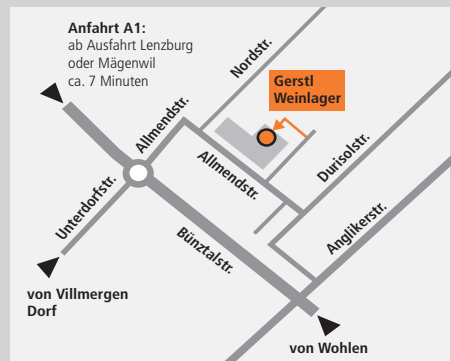 Anfahrt A1:
ab Ausfahrt Lenzburg
oder Mägenwil
ca. 7 Minuten
Nordstr.
Gerstl
Weinlager
Allmendstr.
Allmendstr.
Durisolstr.
Unterdorfstr.
Bünztalstr.
Anglikerstr.
von Villmergen
Dorf
von Wohlen